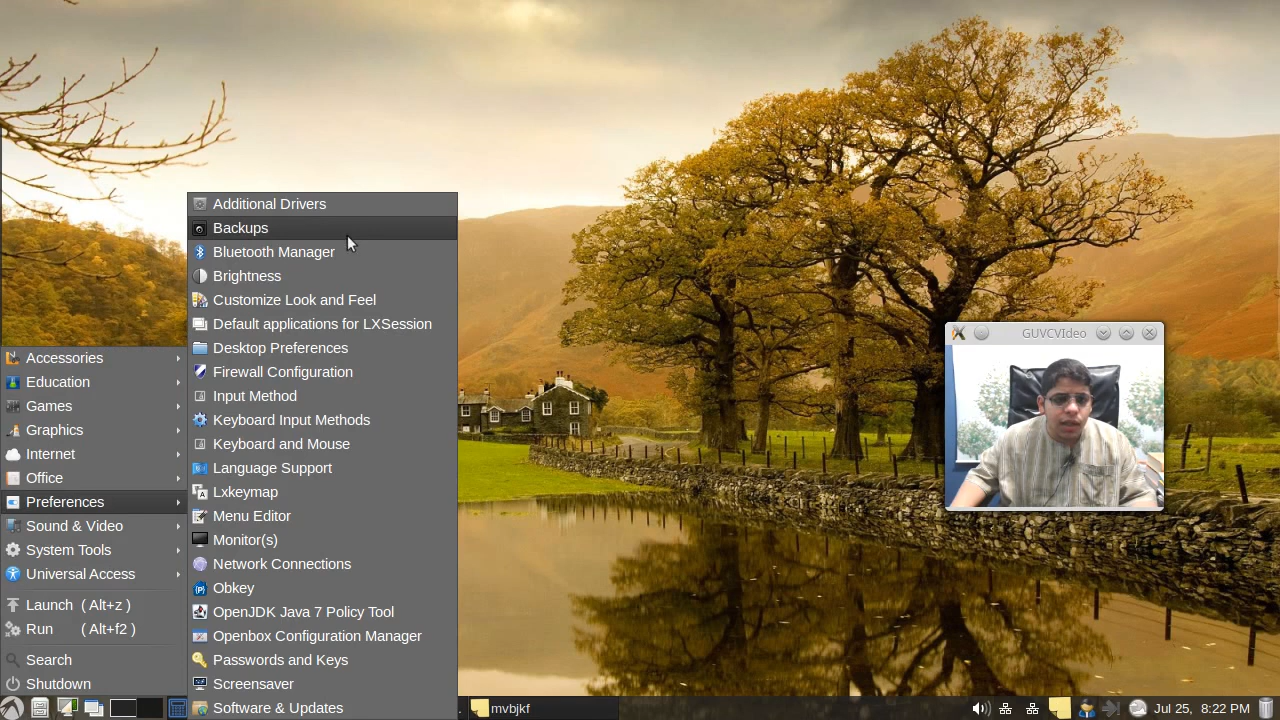 Additional Drivers
Backups
Bluetooth Manager
Brightness
Customize Look and Feel
Default applications for LXSession
Desktop Preferences
Firewall Configuration
Input Method
Keyboard Input Methods
Keyboard and Mouse
Language Support
Lxkeymap
Menu Editor
Monitor(s)
Network Connections
Obkey
OpenJDK Java 7 Policy Tool
Openbox Configuration Manager
Passwords and Keys
Screensaver
Software & Updates
Accessories
Education
Games
Graphics
Internet
Office
Preferences
Sound & Video
System Tools
Universal Access
Launch ( Alt+z )
Run ( Alt+f2 )
Search
Shutdown
GUVCVIdeo
mvbjkf
Jul 25, 8:22 PM